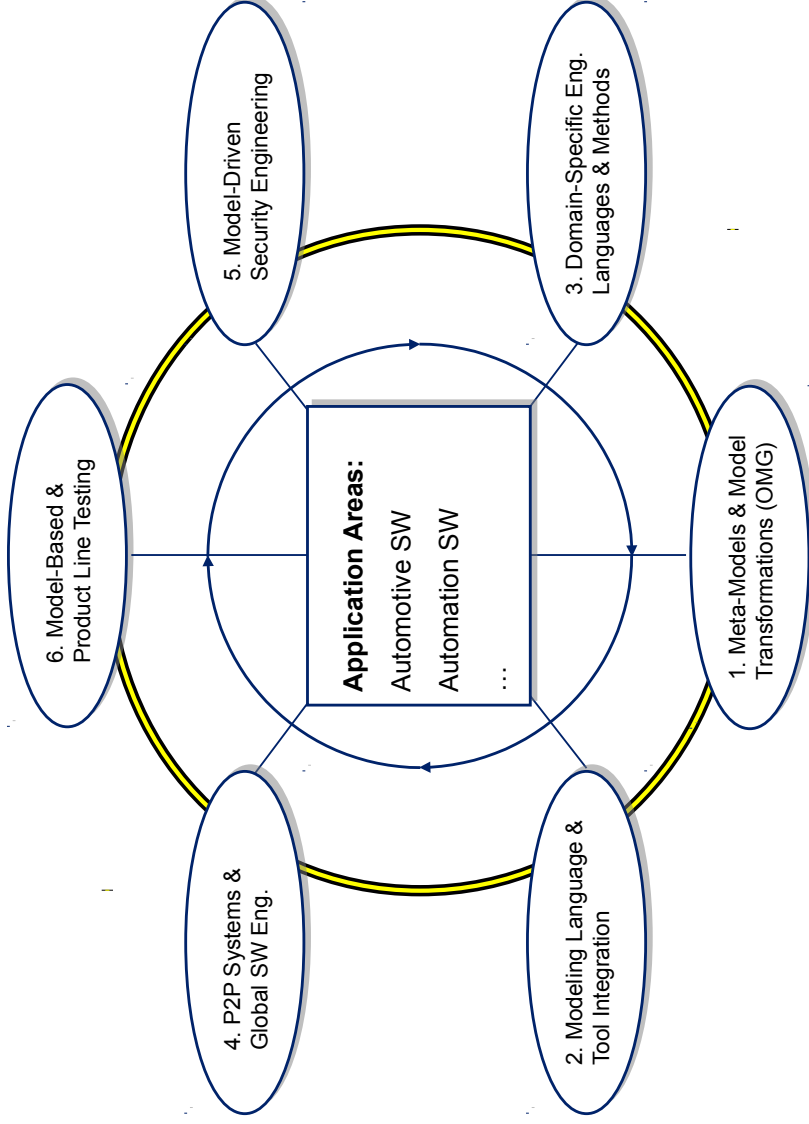 6. Model-Based &
Product Line Testing
4. P2P Systems &
Global SW Eng.
5. Model-Driven
Security Engineering
Application Areas:
Automotive SW
Automation SW
…
2. Modeling Language &
Tool Integration
3. Domain-Specific Eng.
Languages & Methods
1. Meta-Models & Model
Transformations (OMG)